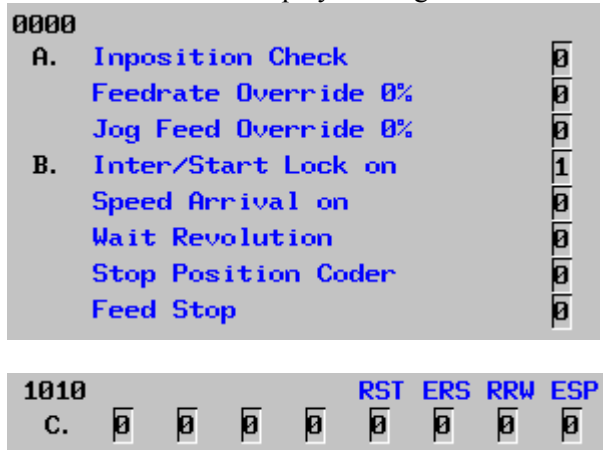 0000
A. Inposition Check 0
Feedrate Override 0% 0
Jog Feed Override 0% 0
B. Inter/Start Lock on 1
Speed Arrival on 0
Wait Revolution 0
Stop Position Coder 0
Feed Stop 0
1010 RST ERS RRW ESP
C. 0 0 0 0 0 0 0 0